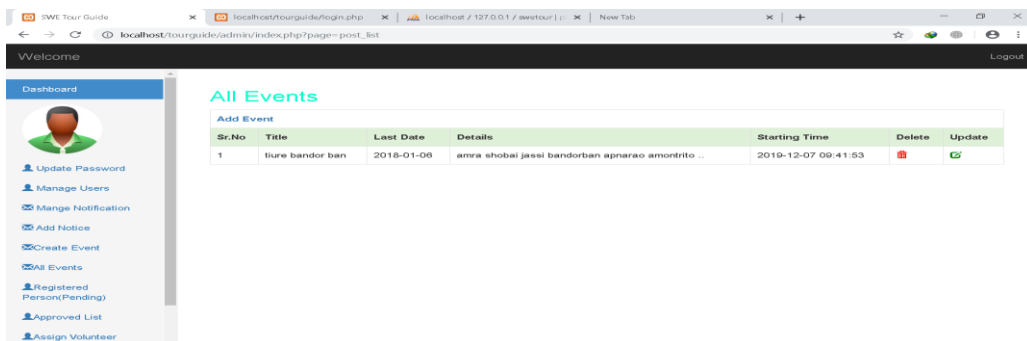 SWE Tour Guide
localhost/tourguide/login.php
localhost / 127.0.0.1 / swetour | p
New Tab
localhost/tourguide/admin/index.php?page=post_list
Welcome
Logout
Dashboard
Update Password
Manage Users
Mange Notification
Add Notice
Create Event
All Events
Registered
Person(Pending)
Approved List
Assign Volunteer
All Events
Add Event
Sr.No Title Last Date Details Starting Time Delete Update
1 tiure bandor ban 2018-01-06 amra shobai jassi bandorban apnarao amontrito .. 2019-12-07 09:41:53